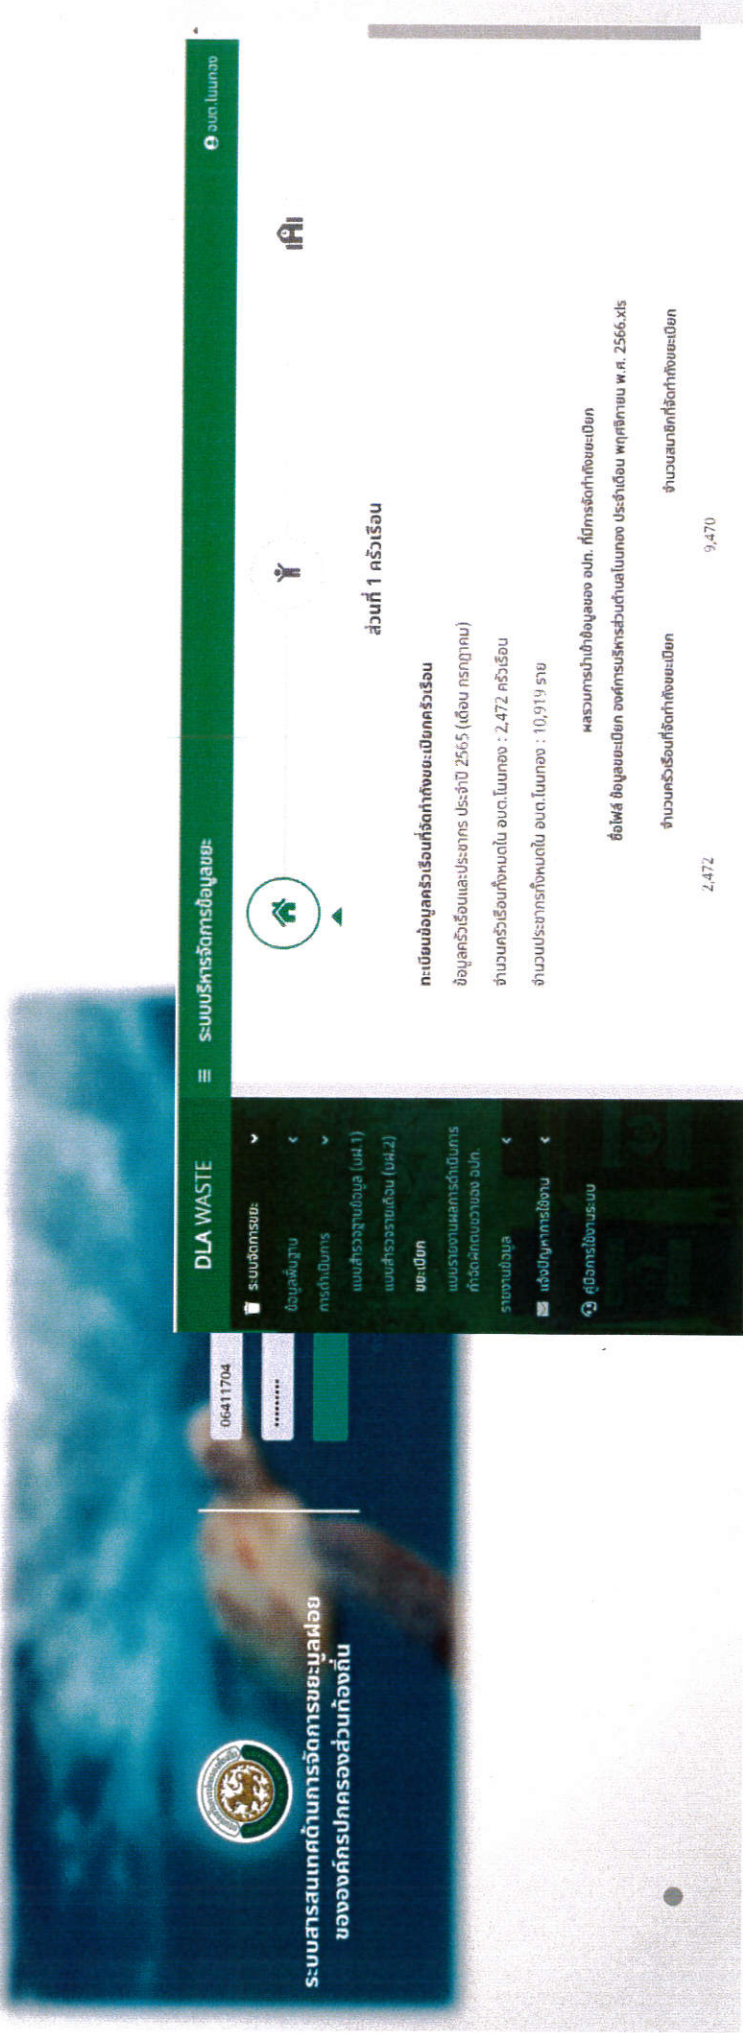 ระบบสารสนเทศด้านการจัดการขยะมูลฝอย
ขององค์กรปกครองส่วนท้องถิ่น
06411704
•••••••••
DLA WASTE
ระบบบริหารจัดการข้อมูลขยะ
อบต.โนนทอง
ระบบจัดการขยะ
ข้อมูลพื้นฐาน
การดำเนินการ
แบบสำรวจฐานข้อมูล (มฝ.1)
แบบสำรวจรายเดือน (มฝ.2)
ขยะเปียก
แบบรายงานผลการดำเนินการ
กำจัดผักตบชวาของ อปท.
รายงานข้อมูล
แจ้งปัญหาการใช้งาน
คู่มือการใช้งานระบบ
ส่วนที่ 1 ครัวเรือน
ทะเบียนข้อมูลครัวเรือนที่จัดทำถังขยะเปียกครัวเรือน
ข้อมูลครัวเรือนและประชากร ประจำปี 2565 (เดือน กรกฎาคม)
จำนวนครัวเรือนทั้งหมดใน อบต.โนนทอง : 2,472 ครัวเรือน
จำนวนประชากรทั้งหมดใน อบต.โนนทอง : 10,919 ราย
ผลรวมการนำเข้าข้อมูลของ อปท. ที่มีการจัดทำถังขยะเปียก
ชื่อไฟล์ ข้อมูลขยะเปียก องค์การบริหารส่วนตำบลโนนทอง ประจำเดือน พฤศจิกายน พ.ศ. 2566.xls
จำนวนครัวเรือนที่จัดทำถังขยะเปียก
จำนวนสมาชิกที่จัดทำถังขยะเปียก
2,472
9,470